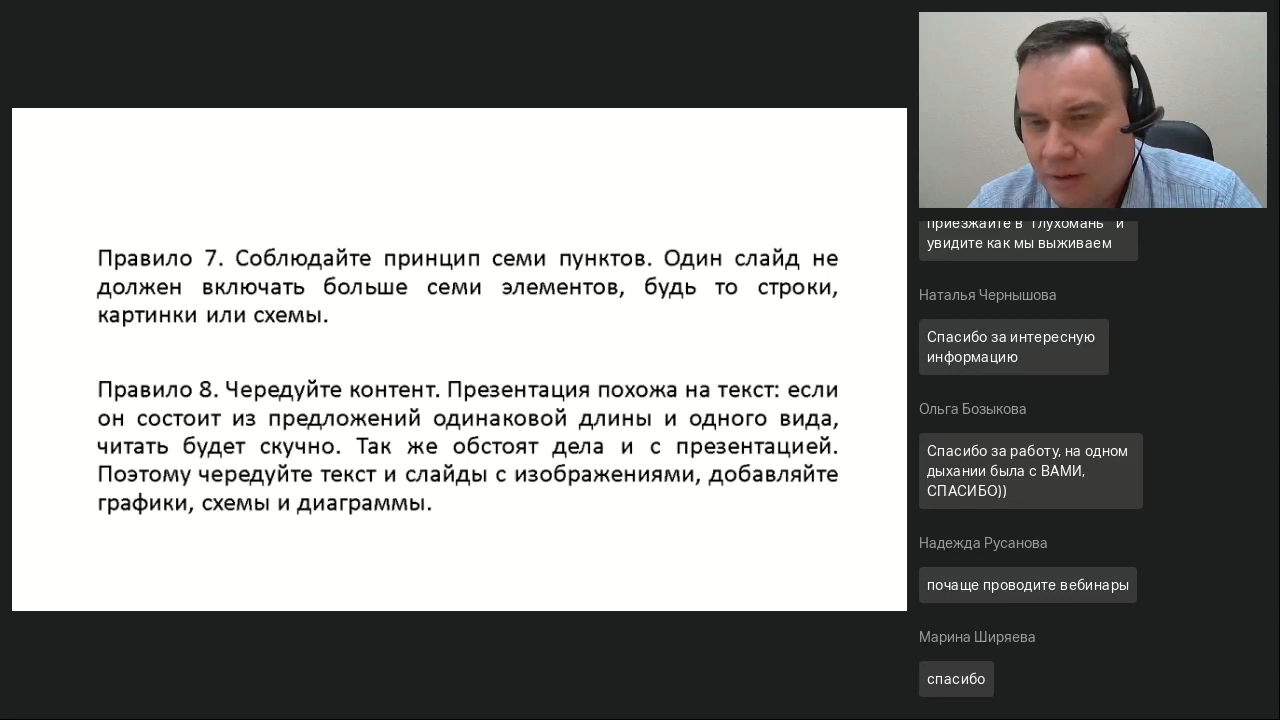 Правило 7. Соблюдайте принцип семи пунктов. Один слайд не
должен включать больше семи элементов, будь то строки,
картинки или схемы.
Правило 8. Чередуйте контент. Презентация похожа на текст: если
он состоит из предложений одинаковой длины и одного вида,
читать будет скучно. Так же обстоят дела и с презентацией.
Поэтому чередуйте текст и слайды с изображениями, добавляйте
графики, схемы и диаграммы.
приезжайте в "глухомань" и
увидите как мы выживаем
Наталья Чернышова
Спасибо за интересную
информацию
Ольга Бозыкова
Спасибо за работу, на одном
дыхании была с ВАМИ,
СПАСИБО))
Надежда Русанова
почаще проводите вебинары
Марина Ширяева
спасибо